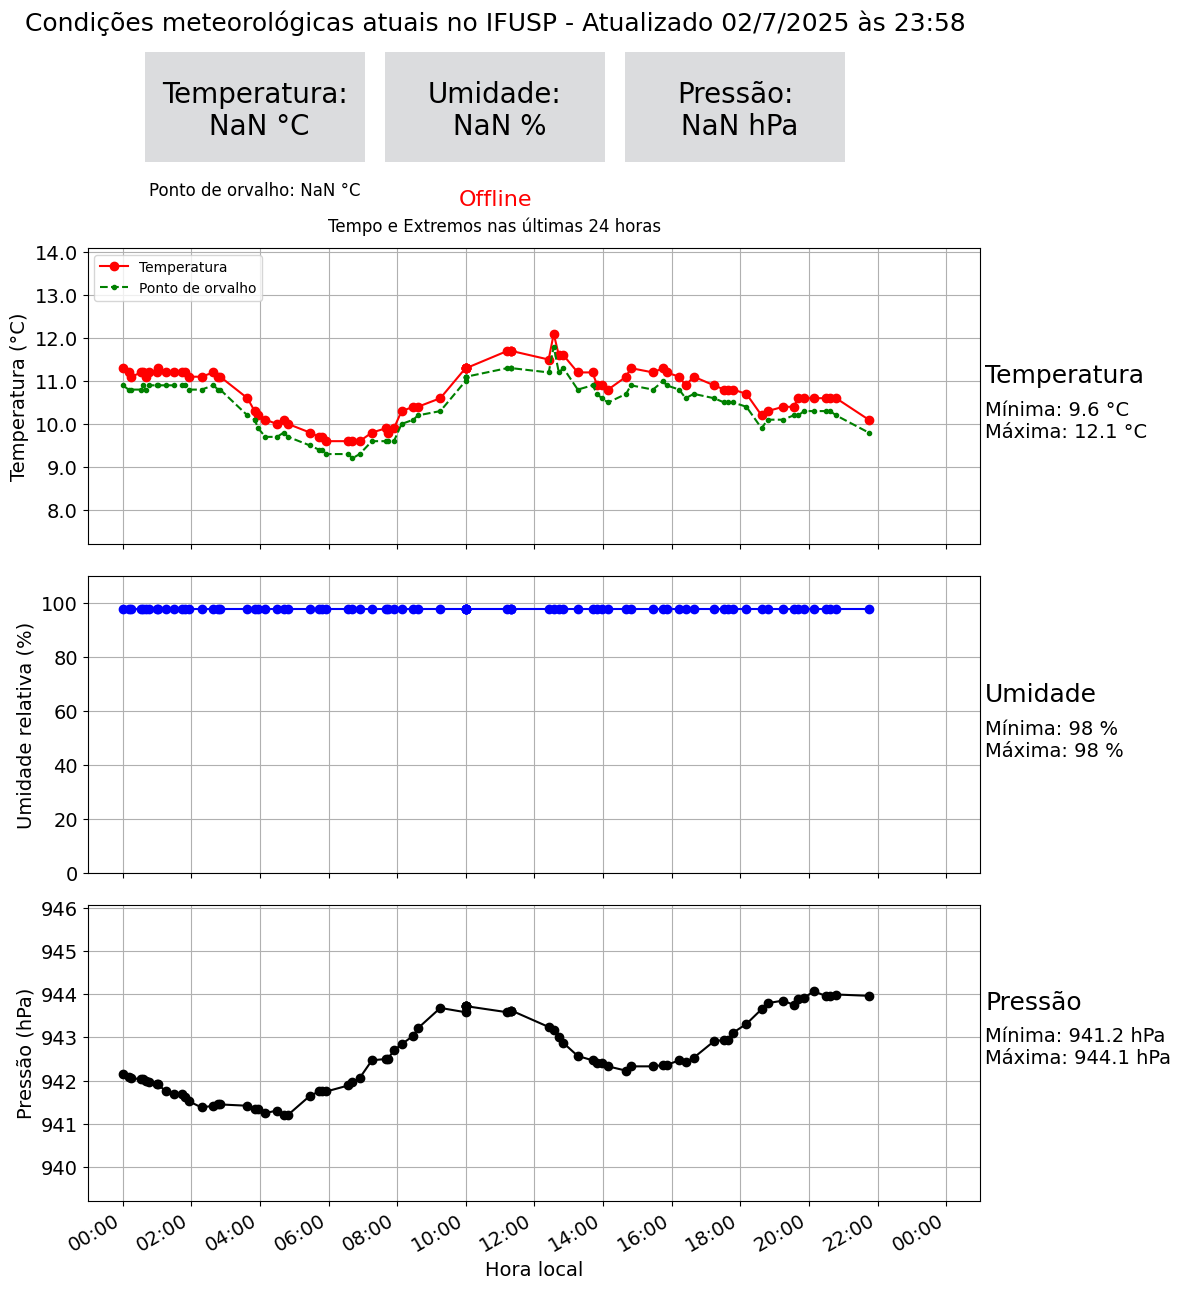 Condições meteorológicas atuais no IFUSP - Atualizado 02/7/2025 às 23:58
Temperatura:
NaN °C
Umidade:
NaN %
Pressão:
NaN hPa
Ponto de orvalho: NaN °C
Offline
Tempo e Extremos nas últimas 24 horas
Temperatura (°C)
14.0
13.0
12.0
11.0
10.0
9.0
8.0
Temperatura
Ponto de orvalho
Temperatura
Mínima: 9.6 °C
Máxima: 12.1 °C
Umidade relativa (%)
100
80
60
40
20
0
Umidade
Mínima: 98 %
Máxima: 98 %
Pressão (hPa)
946
945
944
943
942
941
940
Pressão
Mínima: 941.2 hPa
Máxima: 944.1 hPa
00:00 02:00 04:00 06:00 08:00 10:00 12:00 14:00 16:00 18:00 20:00 22:00 00:00
Hora local